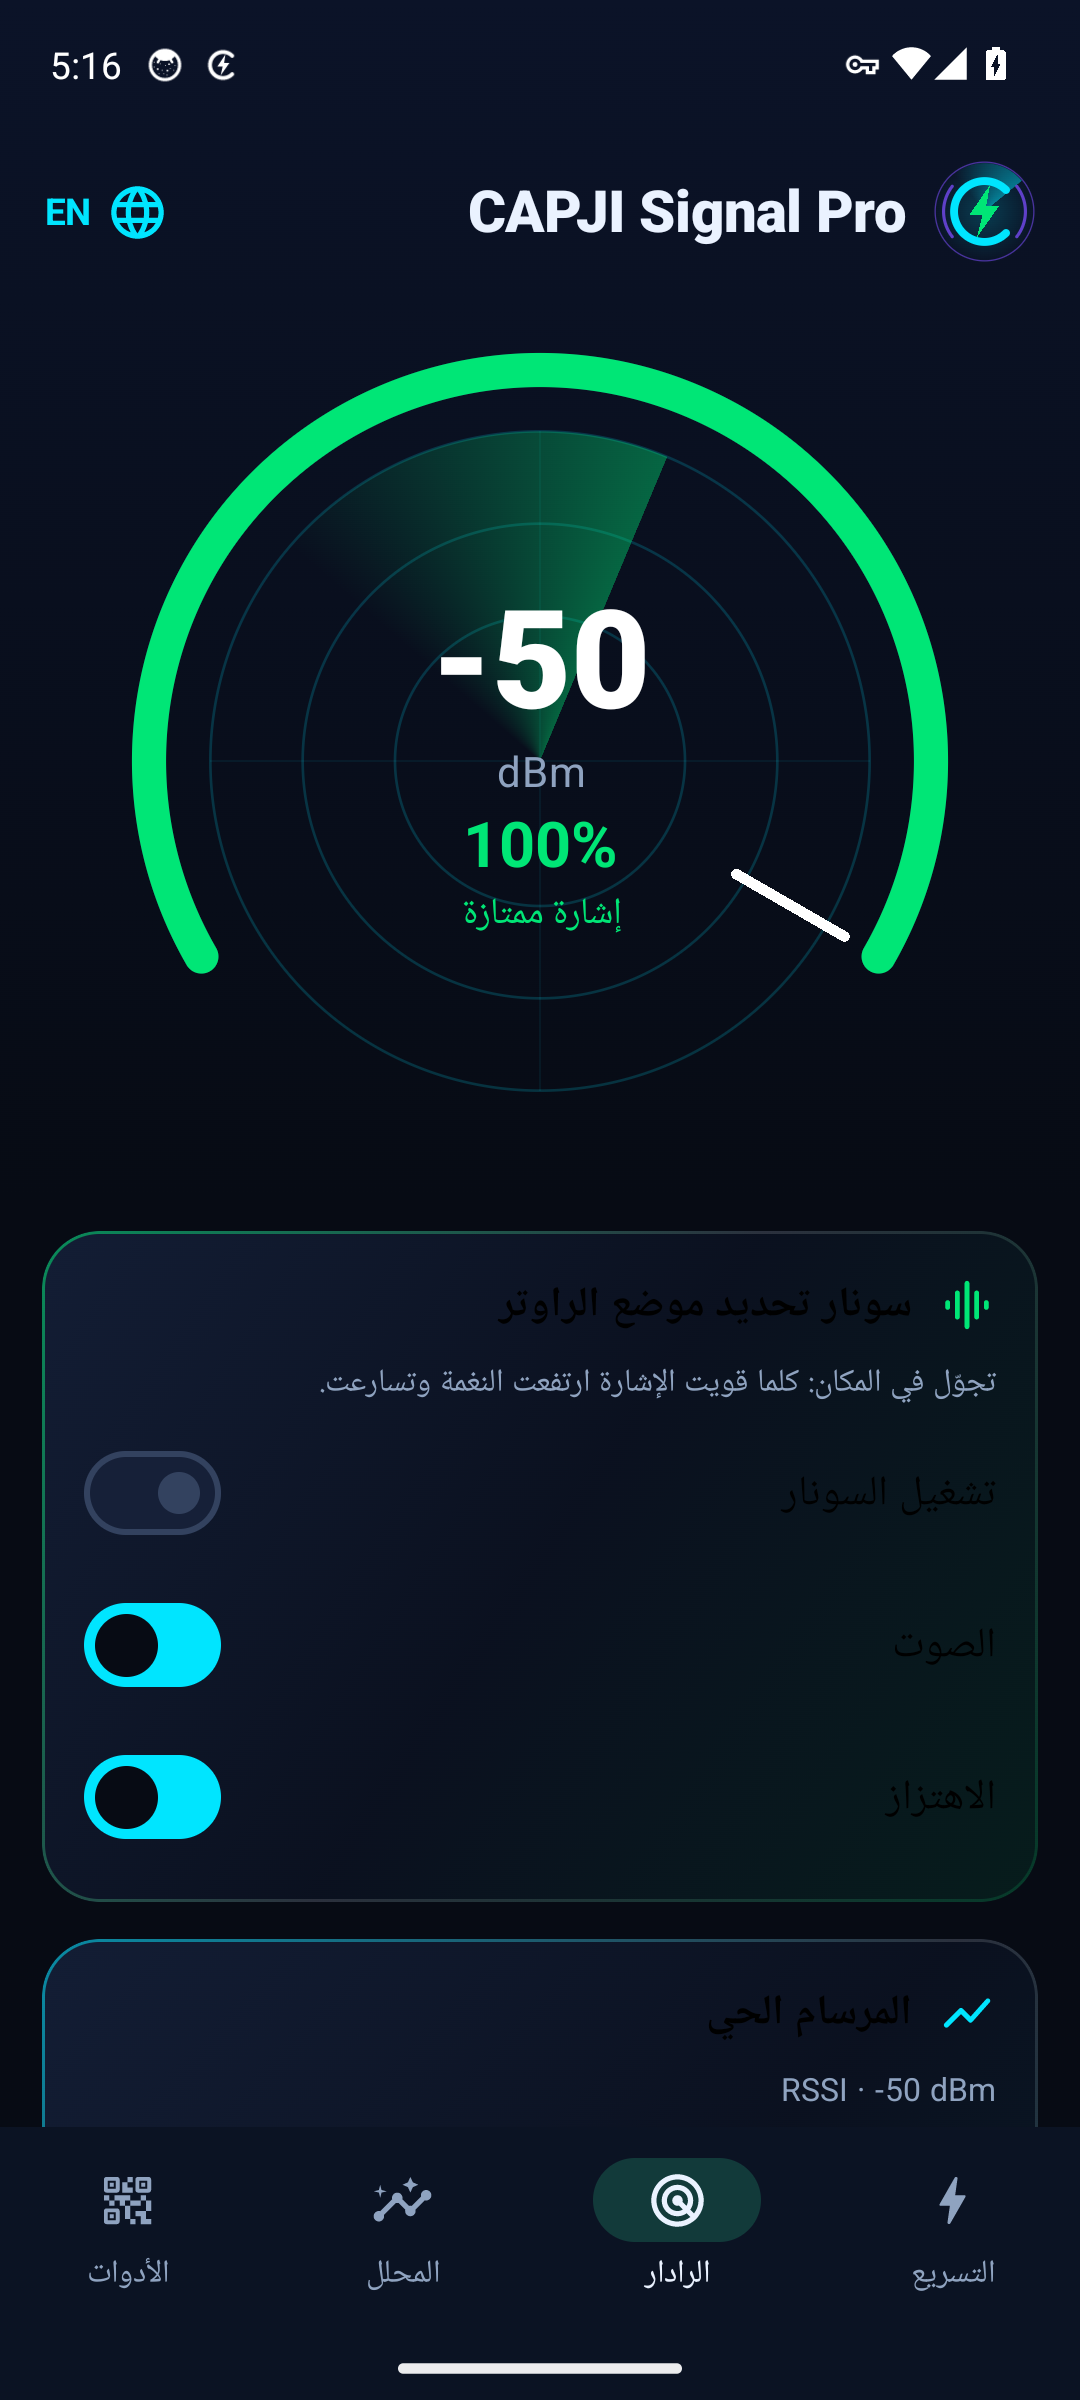 5:16
CAPJI Signal Pro
EN
-50
dBm
100%
إشارة ممتازة
سونار تحديد موضع الراوتر
تجوّل في المكان: كلما قويت الإشارة ارتفعت النغمة وتسارعت.
تشغيل السونار
الصوت
الاهتزاز
المرسام الحي
RSSI · -50 dBm
التسريع
الرادار
المحلل
الأدوات